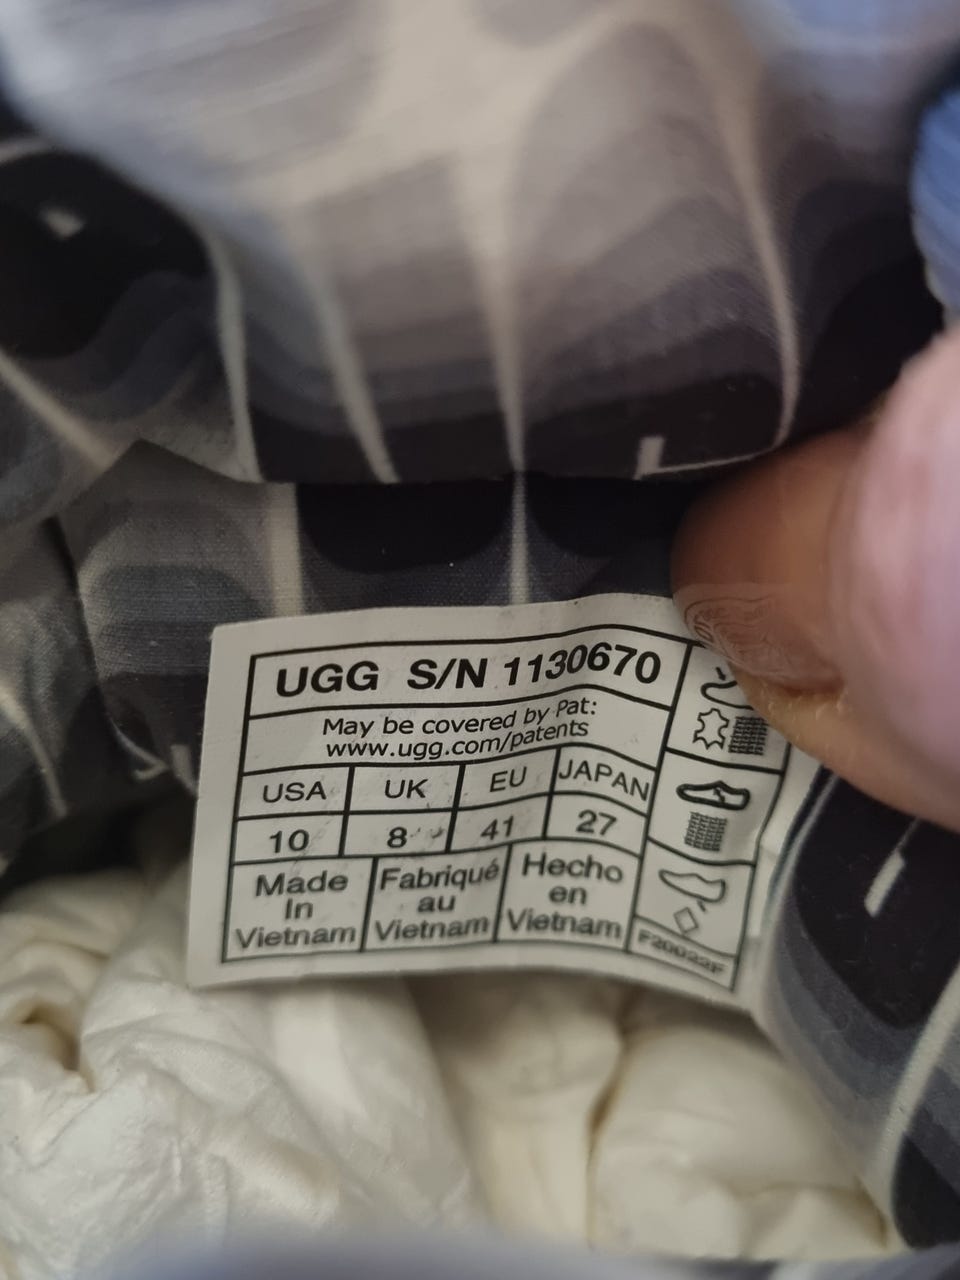 UGG S/N 1130670
May be covered by Pat:
www.ugg.com/patents
USA UK EU JAPAN
10 8 41 27
Made Fabriqué Hecho
In au en
Vietnam Vietnam Vietnam
F20022F